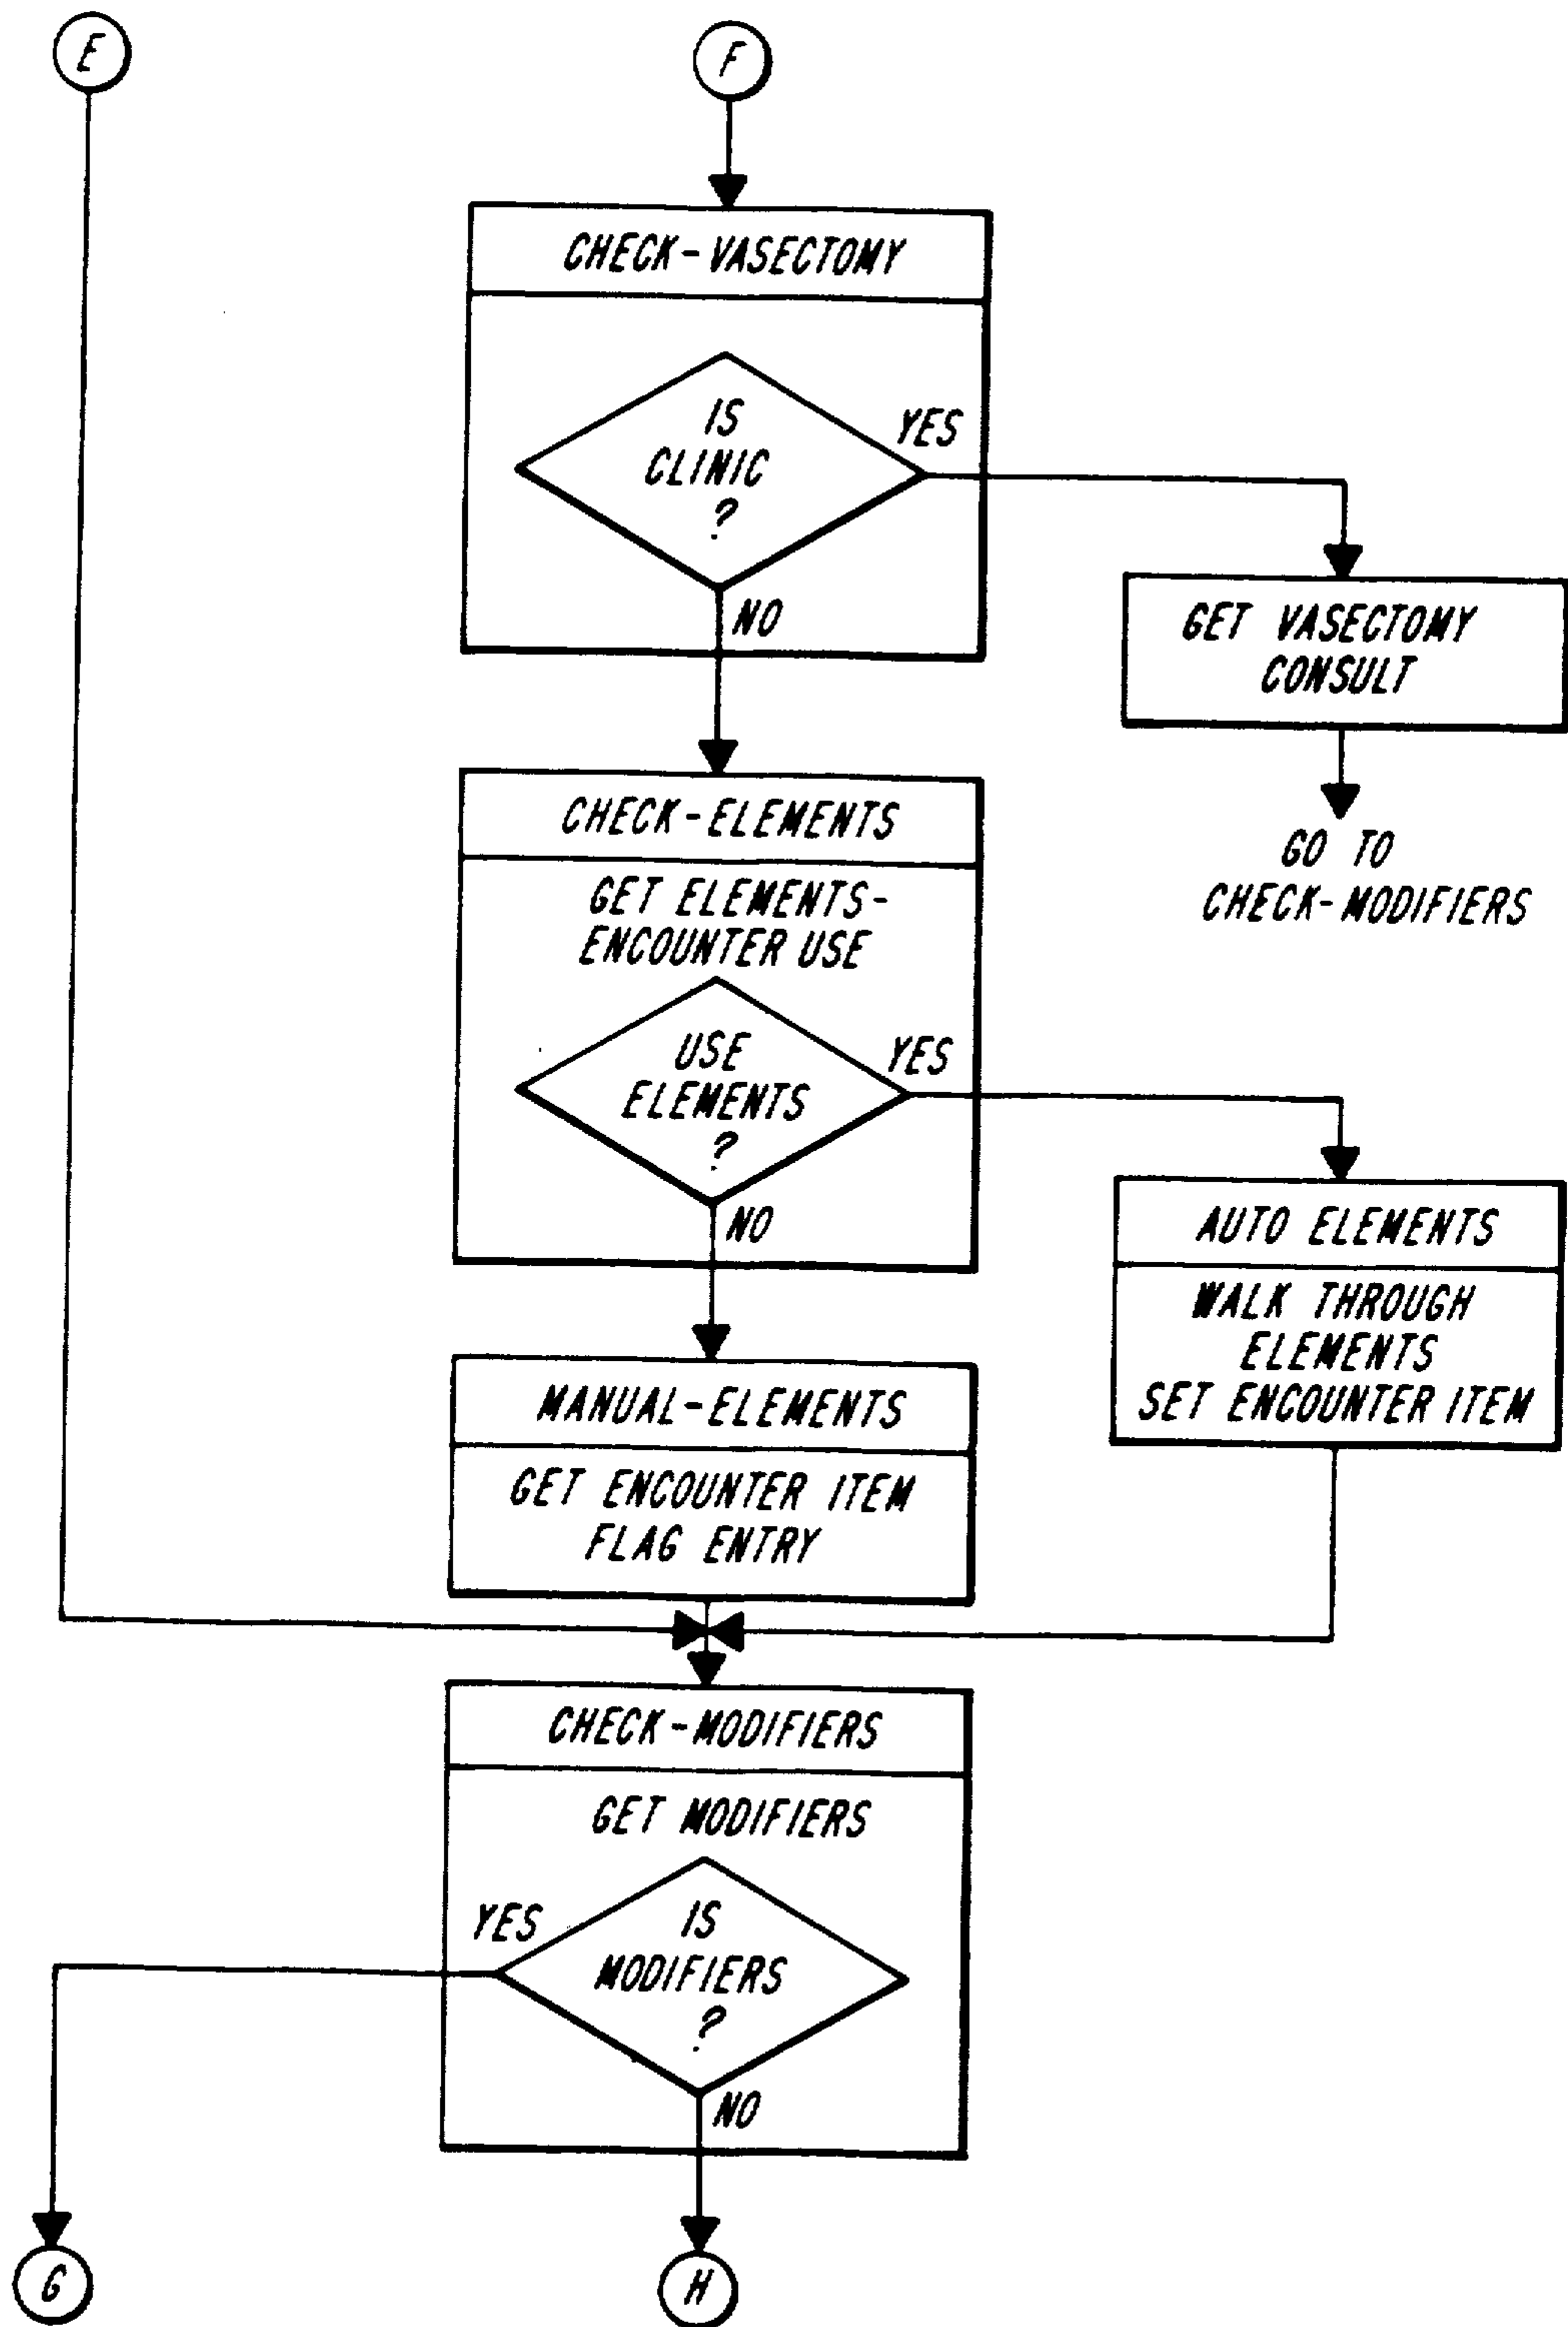 E
F
CHECK-VASECTOMY
IS
CLINIC
?
YES
NO
GET VASECTOMY
CONSULT
GO TO
CHECK-MODIFIERS
CHECK-ELEMENTS
GET ELEMENTS-
ENCOUNTER USE
USE
ELEMENTS
?
YES
NO
AUTO ELEMENTS
WALK THROUGH
ELEMENTS
SET ENCOUNTER ITEM
MANUAL-ELEMENTS
GET ENCOUNTER ITEM
FLAG ENTRY
CHECK-MODIFIERS
GET MODIFIERS
YES
IS
MODIFIERS
?
NO
G
H